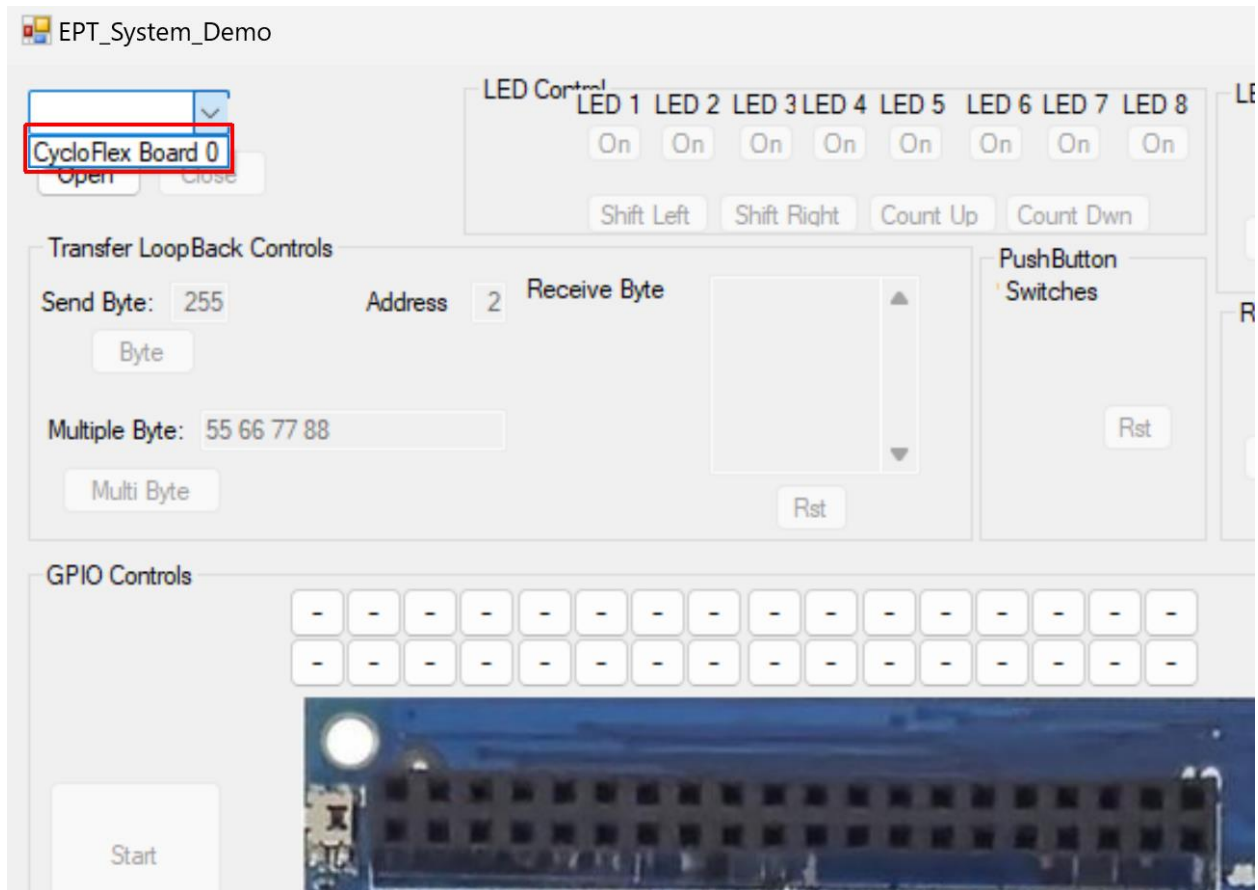 EPT_System_Demo
CycloFlex Board 0
Open Close
LED Control
LED 1 LED 2 LED 3 LED 4 LED 5 LED 6 LED 7 LED 8
On On On On On On On On
Shift Left Shift Right Count Up Count Dwn
Transfer LoopBack Controls
Send Byte: 255 Address 2 Receive Byte
Byte
Multiple Byte: 55 66 77 88
Multi Byte
Rst
PushButton
Switches
Rst
GPIO Controls
- - - - - - - - - - - - - - - -
- - - - - - - - - - - - - - - -
Start